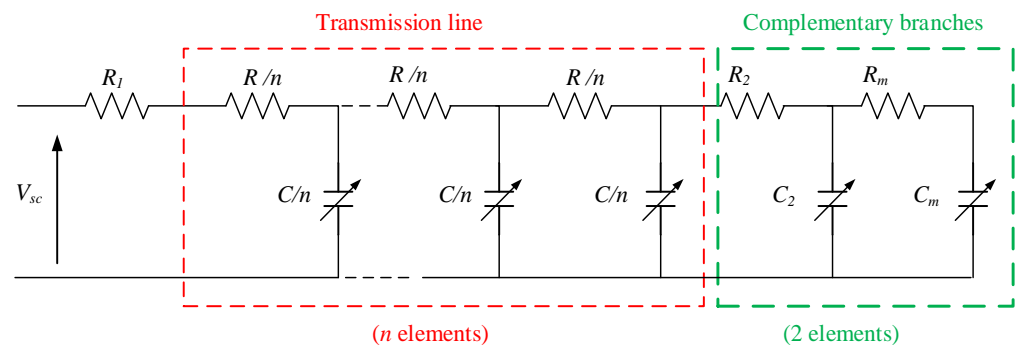 Transmission line
Complementary branches
R1
R /n
R /n
R /n
R2
Rm
Vsc
C/n
C/n
C/n
C2
Cm
(n elements)
(2 elements)